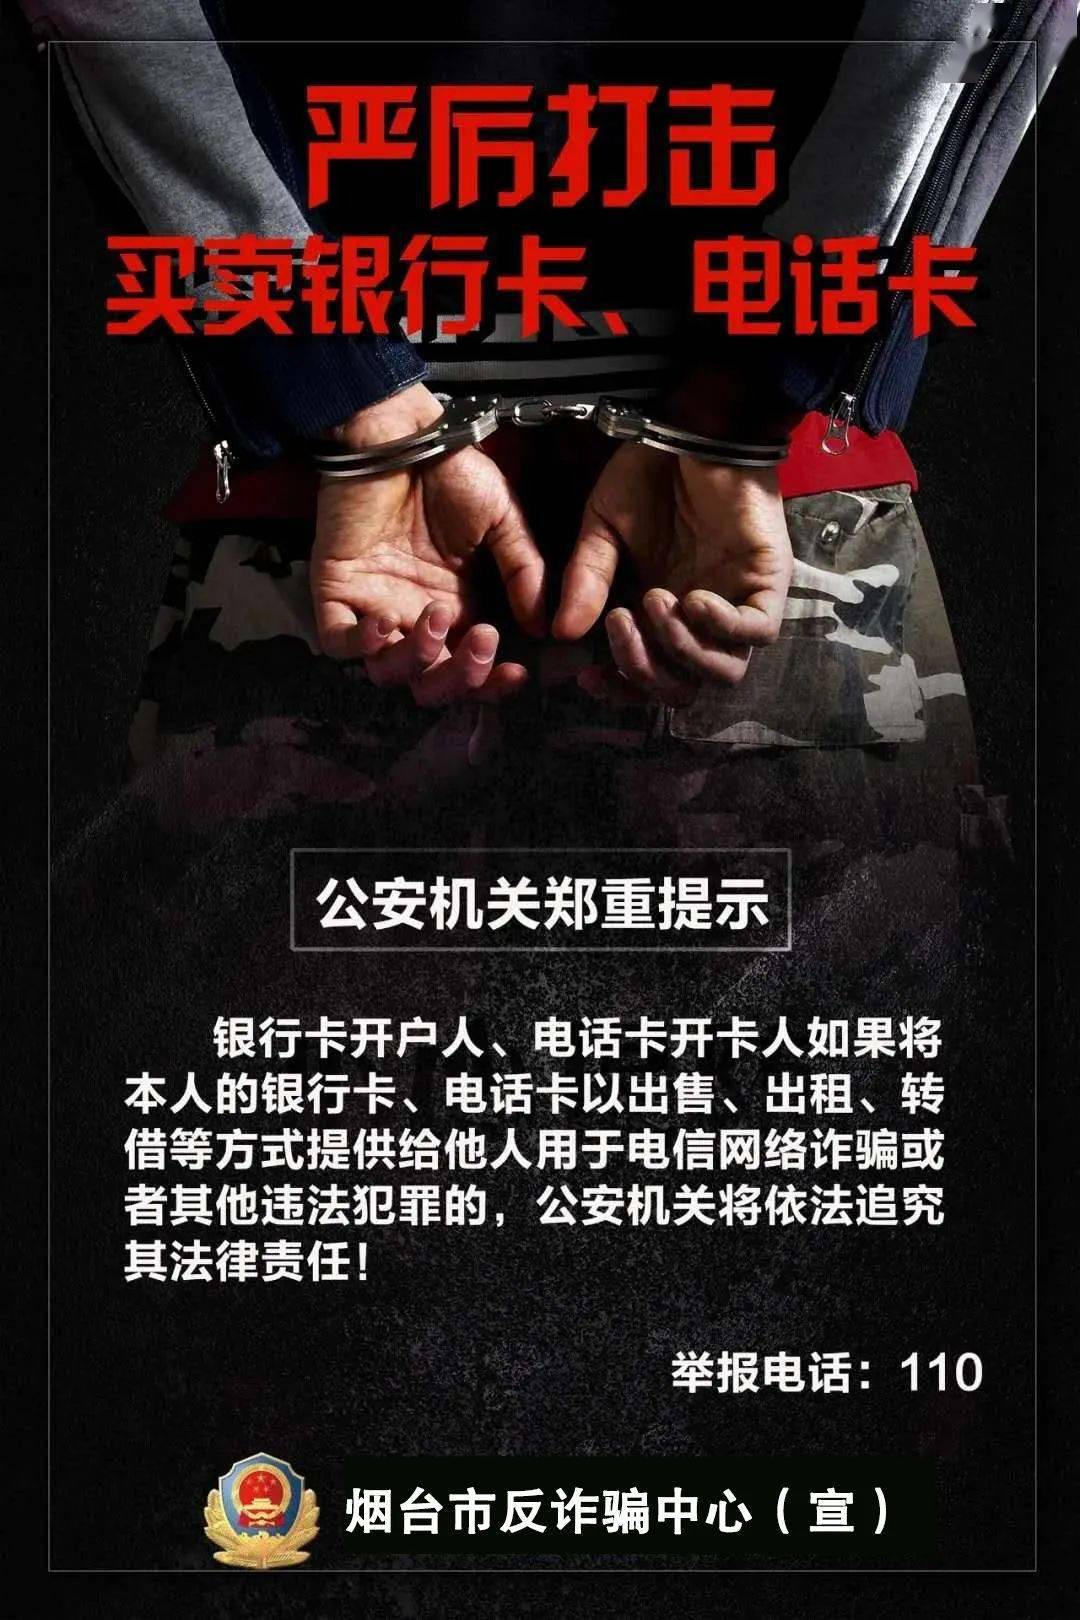 严厉打击
买卖银行卡、电话卡
公安机关郑重提示
银行卡开户人、电话卡开卡人如果将
本人的银行卡、电话卡以出售、出租、转
借等方式提供给他人用于电信网络诈骗或
者其他违法犯罪的，公安机关将依法追究
其法律责任！
举报电话：110
烟台市反诈骗中心（宣）